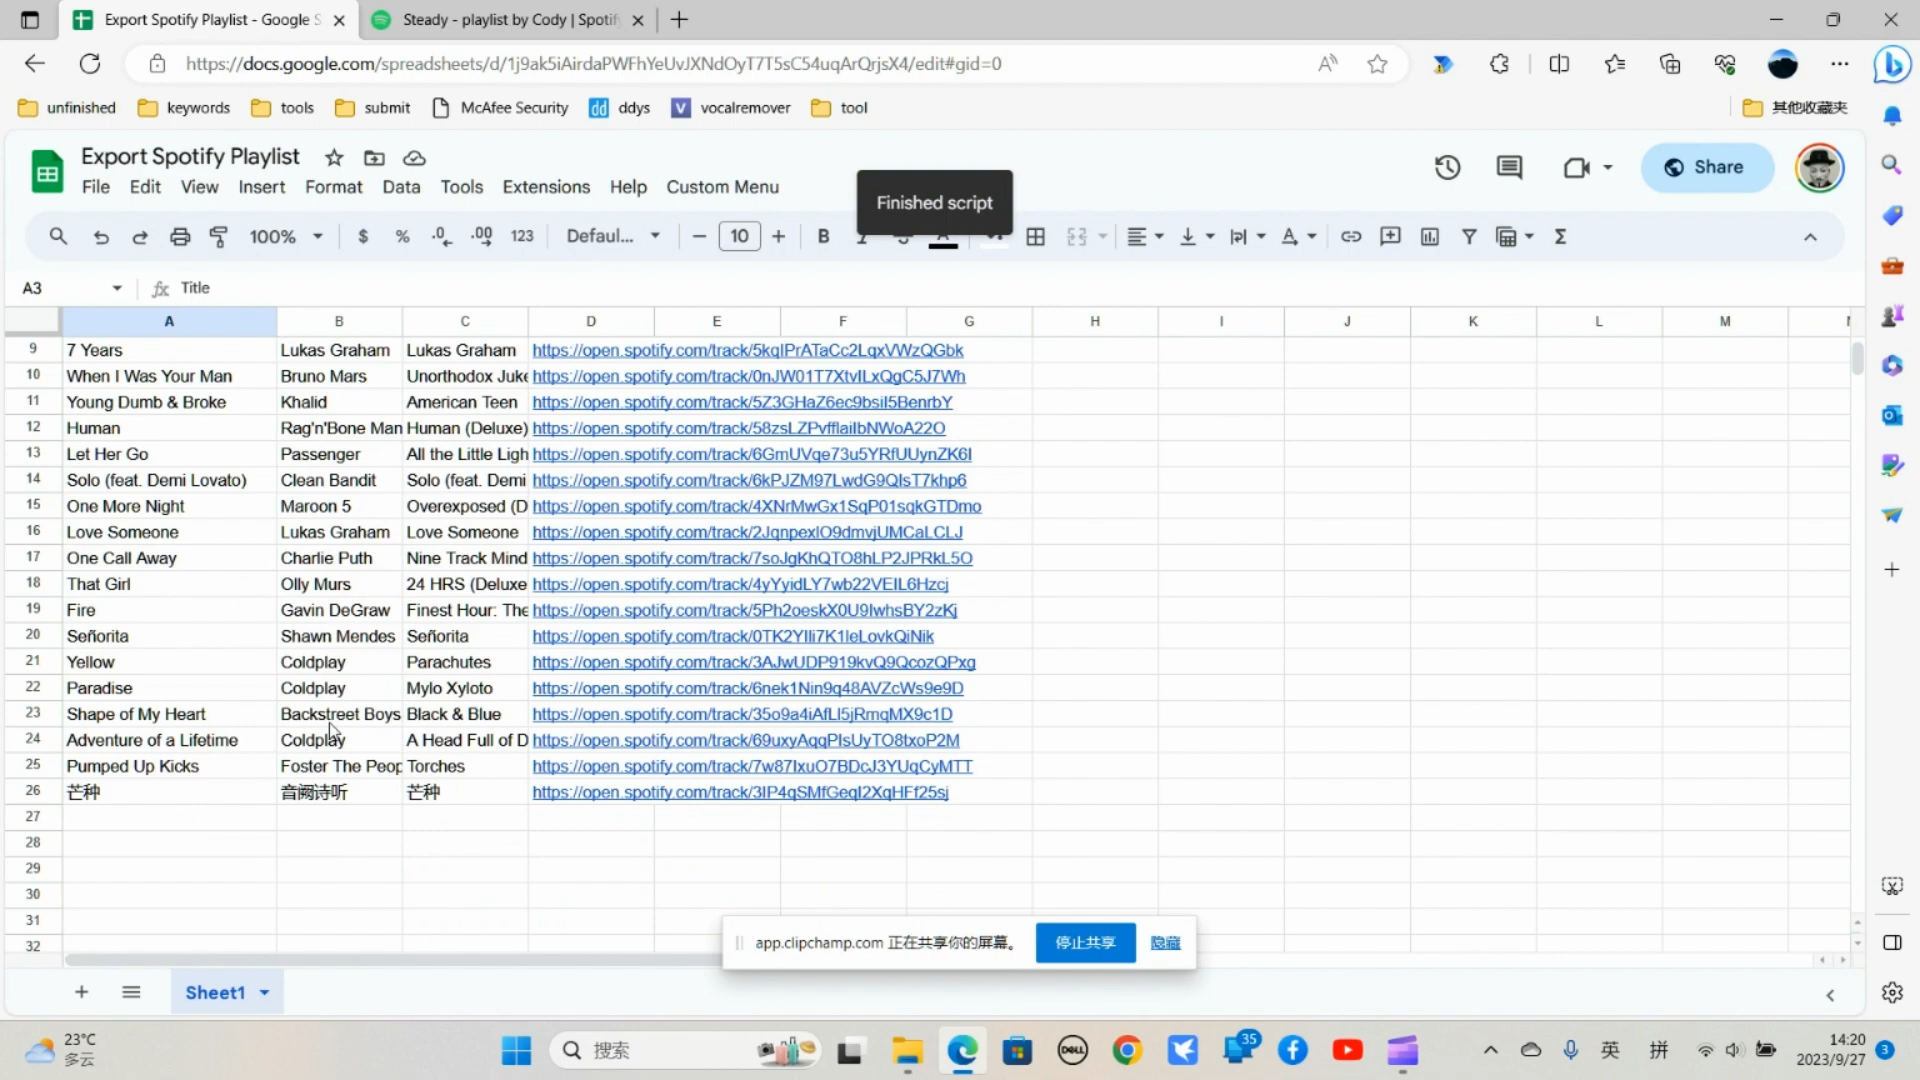 Export Spotify Playlist - Google S
Steady - playlist by Cody | Spotif
https://docs.google.com/spreadsheets/d/1j9ak5iAirdaPWFhYeUvJXNdOyT7T5sC54uqArQrjsX4/edit#gid=0
unfinished keywords tools submit McAfee Security dd ddys V vocalremover tool 其他收藏夹
Export Spotify Playlist
File Edit View Insert Format Data Tools Extensions Help Custom Menu
Share
Finished script
100% $ % .0 .00 123 Defaul... 10 B
A3 fx Title
A B C D E F G H I J K L M
9 7 Years Lukas Graham Lukas Graham https://open.spotify.com/track/5kqIPrATaCc2LqxVWzQGbk
10 When I Was Your Man Bruno Mars Unorthodox Juke https://open.spotify.com/track/0nJW01T7XtvILxQgC5J7Wh
11 Young Dumb & Broke Khalid American Teen https://open.spotify.com/track/5Z3GHaZ6ec9bsiI5BenrbY
12 Human Rag'n'Bone Man Human (Deluxe) https://open.spotify.com/track/58zsLZPvfflaiIbNWoA22O
13 Let Her Go Passenger All the Little Ligh https://open.spotify.com/track/6GmUVqe73u5YRfUUynZK6I
14 Solo (feat. Demi Lovato) Clean Bandit Solo (feat. Demi https://open.spotify.com/track/6kPJZM97LwdG9QIsT7khp6
15 One More Night Maroon 5 Overexposed (D https://open.spotify.com/track/4XNrMwGx1SqP01sqkGTDmo
16 Love Someone Lukas Graham Love Someone https://open.spotify.com/track/2JqnpexlO9dmvjUMCaLCLJ
17 One Call Away Charlie Puth Nine Track Mind https://open.spotify.com/track/7soJgKhQTO8hLP2JPRkL5O
18 That Girl Olly Murs 24 HRS (Deluxe https://open.spotify.com/track/4yYyidLY7wb22VEIL6Hzcj
19 Fire Gavin DeGraw Finest Hour: The https://open.spotify.com/track/5Ph2oeskX0U9IwhsBY2zKj
20 Señorita Shawn Mendes Señorita https://open.spotify.com/track/0TK2YIli7K1leLovkQiNik
21 Yellow Coldplay Parachutes https://open.spotify.com/track/3AJwUDP919kvQ9QcozQPxg
22 Paradise Coldplay Mylo Xyloto https://open.spotify.com/track/6nek1Nin9q48AVZcWs9e9D
23 Shape of My Heart Backstreet Boys Black & Blue https://open.spotify.com/track/35o9a4iAfLl5jRmqMX9c1D
24 Adventure of a Lifetime Coldplay A Head Full of D https://open.spotify.com/track/69uxyAqqPIsUyTO8txoP2M
25 Pumped Up Kicks Foster The Peop Torches https://open.spotify.com/track/7w87IxuO7BDcJ3YUqCyMTT
26 芒种 音阙诗听 芒种 https://open.spotify.com/track/3IP4qSMfGeqI2XqHFf25sj
27
28
29
30
31
32
app.clipchamp.com 正在共享你的屏幕。 停止共享 隐藏
Sheet1
23°C
多云
搜索
DELL
35
英 拼
14:20
2023/9/27
3